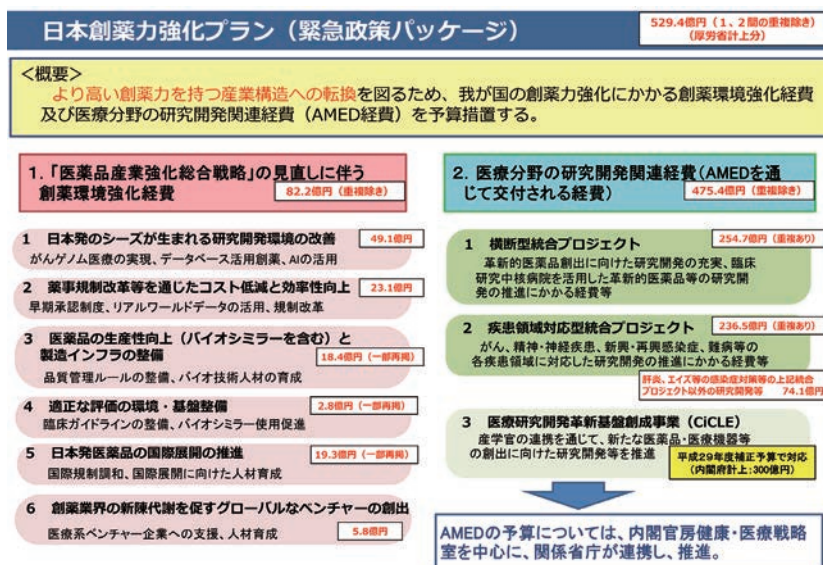 日本創薬力強化プラン（緊急政策パッケージ）
529.4億円（１、２間の重複除き）
（厚労省計上分）
＜概要＞
より高い創薬力を持つ産業構造への転換を図るため、我が国の創薬力強化にかかる創薬環境強化経費
及び医療分野の研究開発関連経費（AMED経費）を予算措置する。
１．「医薬品産業強化総合戦略」の見直しに伴う
創薬環境強化経費
82.2億円（重複除き）
１ 日本発のシーズが生まれる研究開発環境の改善
49.1億円
がんゲノム医療の実現、データベース活用創薬、AIの活用
２ 薬事規制改革等を通じたコスト低減と効率性向上
23.1億円
早期承認制度、リアルワールドデータの活用、規制改革
３ 医薬品の生産性向上（バイオシミラーを含む）と
製造インフラの整備
18.4億円（一部再掲）
品質管理ルールの整備、バイオ技術人材の育成
４ 適正な評価の環境・基盤整備
2.8億円（一部再掲）
臨床ガイドラインの整備、バイオシミラー使用促進
５ 日本発医薬品の国際展開の推進
19.3億円（一部再掲）
国際規制調和、国際展開に向けた人材育成
６ 創薬業界の新陳代謝を促すグローバルなベンチャーの創出
医療系ベンチャー企業への支援、人材育成
5.8億円
２．医療分野の研究開発関連経費（AMEDを通
じて交付される経費）
475.4億円（重複除き）
１ 横断型統合プロジェクト
254.7億円（重複あり）
革新的医薬品創出に向けた研究開発の充実、臨床
研究中核病院を活用した革新的医薬品等の研究開
発の推進にかかる経費等
２ 疾患領域対応型統合プロジェクト
236.5億円（重複あり）
がん、精神・神経疾患、新興・再興感染症、難病等の
各疾患領域に対応した研究開発の推進にかかる経費等
肝炎、エイズ等の感染症対策等の上記統合
プロジェクト以外の研究開発等 74.1億円
３ 医療研究開発革新基盤創成事業（CiCLE）
産学官の連携を通じて、新たな医薬品・医療機器等
の創出に向けた研究開発等を推進
平成29年度補正予算で対応
（内閣府計上：300億円）
AMEDの予算については、内閣官房健康・医療戦略
室を中心に、関係省庁が連携し、推進。